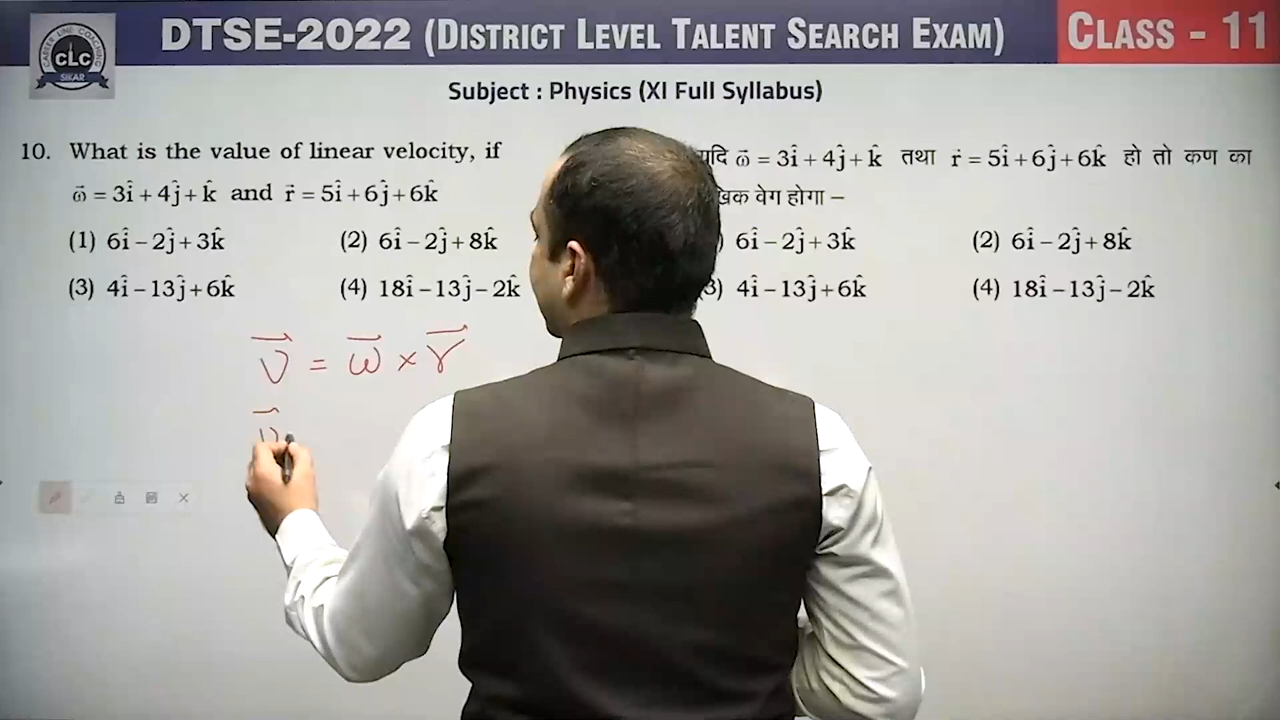 CAREER LINE COACHING
CLC
SIKAR
DTSE-2022 (DISTRICT LEVEL TALENT SEARCH EXAM)
CLASS - 11
Subject : Physics (XI Full Syllabus)
10. What is the value of linear velocity, if
ω⃗ = 3î + 4ĵ + k̂ and r⃗ = 5î + 6ĵ + 6k̂
(1) 6î − 2ĵ + 3k̂ (2) 6î − 2ĵ + 8k̂
(3) 4î − 13ĵ + 6k̂ (4) 18î − 13ĵ − 2k̂
ω⃗ = 3î + 4ĵ + k̂ तथा r⃗ = 5î + 6ĵ + 6k̂ हो तो कण का
वेग होगा –
6î − 2ĵ + 3k̂ (2) 6î − 2ĵ + 8k̂
3) 4î − 13ĵ + 6k̂ (4) 18î − 13ĵ − 2k̂
v⃗ = ω⃗ × r⃗